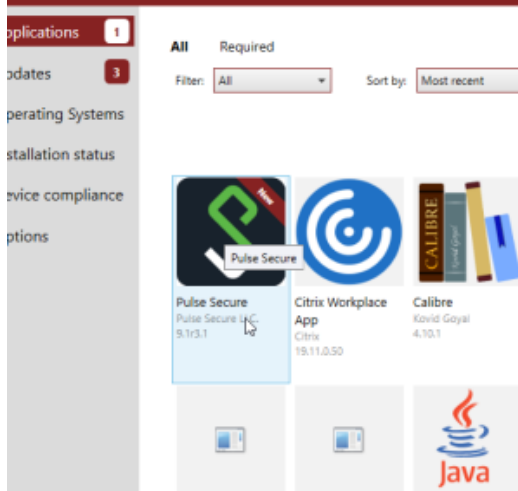 pplications 1
pdates 3
perating Systems
stallation status
evice compliance
ptions
All Required
Filter: All Sort by: Most recent
New
Pulse Secure
CALIBRE
Kovid Goyal
Pulse Secure
Pulse Secure LLC.
9.1r3.1
Citrix Workplace
App
Citrix
19.11.0.50
Calibre
Kovid Goyal
4.10.1
Java